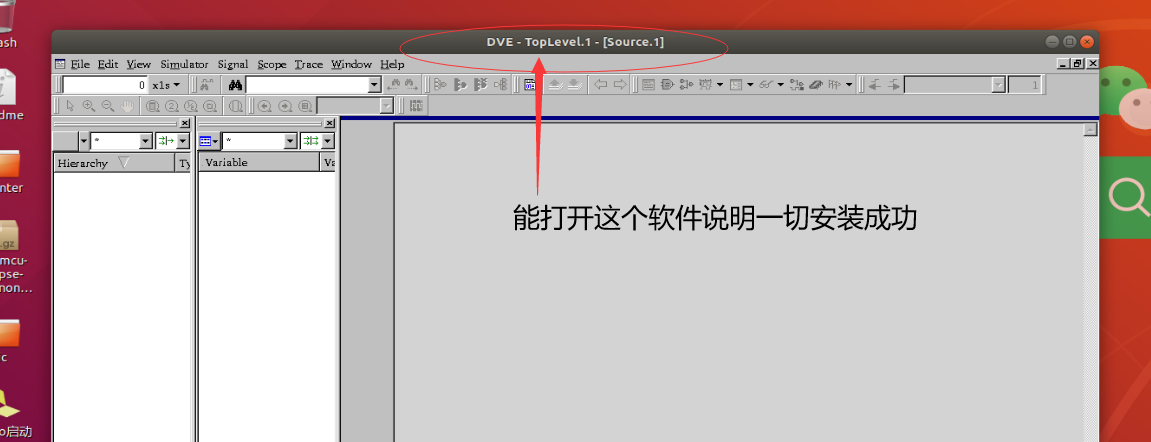 DVE - TopLevel.1 - [Source.1]
ash
File Edit View Simulator Signal Scope Trace Window Help
0 x1s
dme
1
* *
Hierarchy Ty Variable Va
nter
能打开这个软件说明一切安装成功
.gz
mcu-
pse-
non...
c
o启动